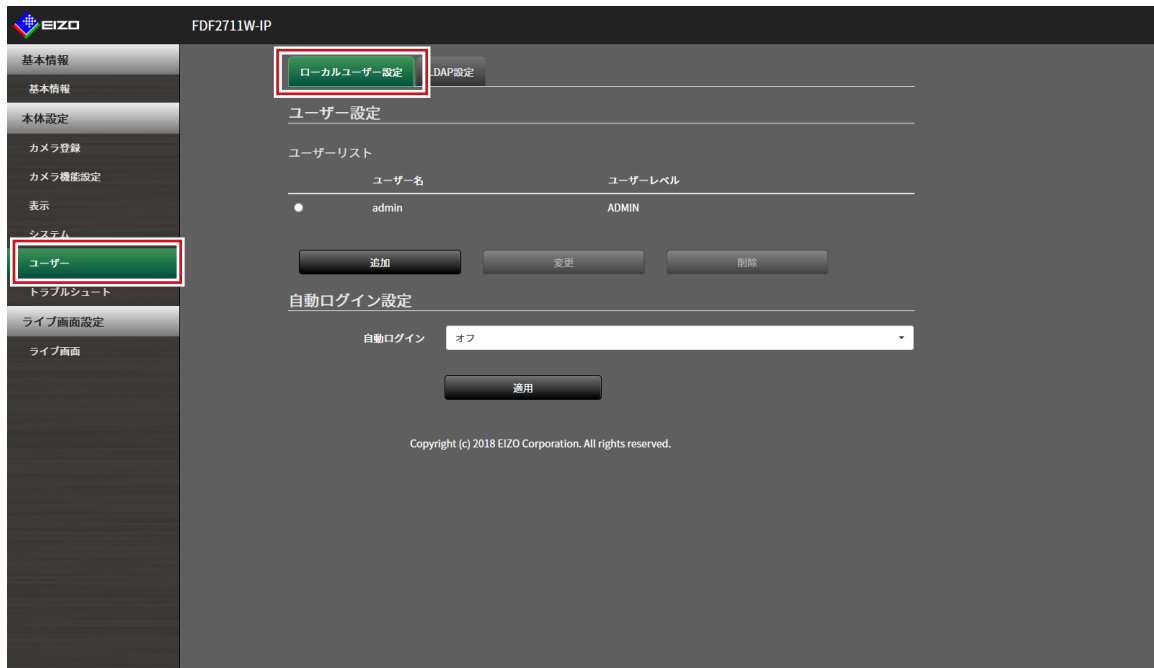 EIZO
FDF2711W-IP
基本情報
基本情報
本体設定
カメラ登録
カメラ機能設定
表示
システム
ユーザー
トラブルシュート
ライブ画面設定
ライブ画面
ローカルユーザー設定
LDAP設定
ユーザー設定
ユーザーリスト
ユーザー名 ユーザーレベル
admin ADMIN
追加 変更 削除
自動ログイン設定
自動ログイン オフ
適用
Copyright (c) 2018 EIZO Corporation. All rights reserved.